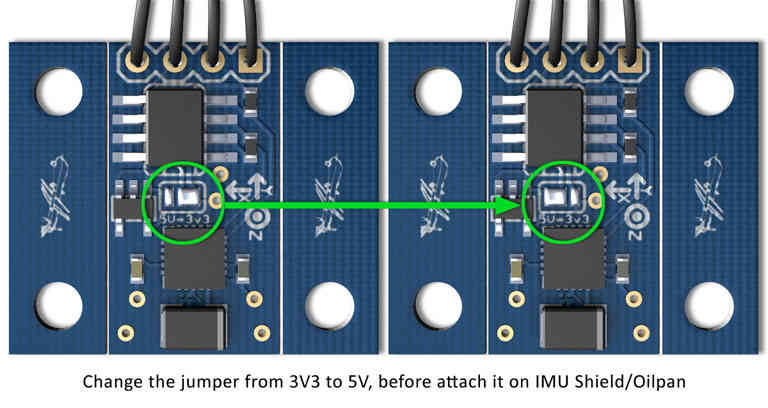 5V-3V3
X
Y
Z
5V-3V3
X
Y
Z
Change the jumper from 3V3 to 5V, before attach it on IMU Shield/Oilpan